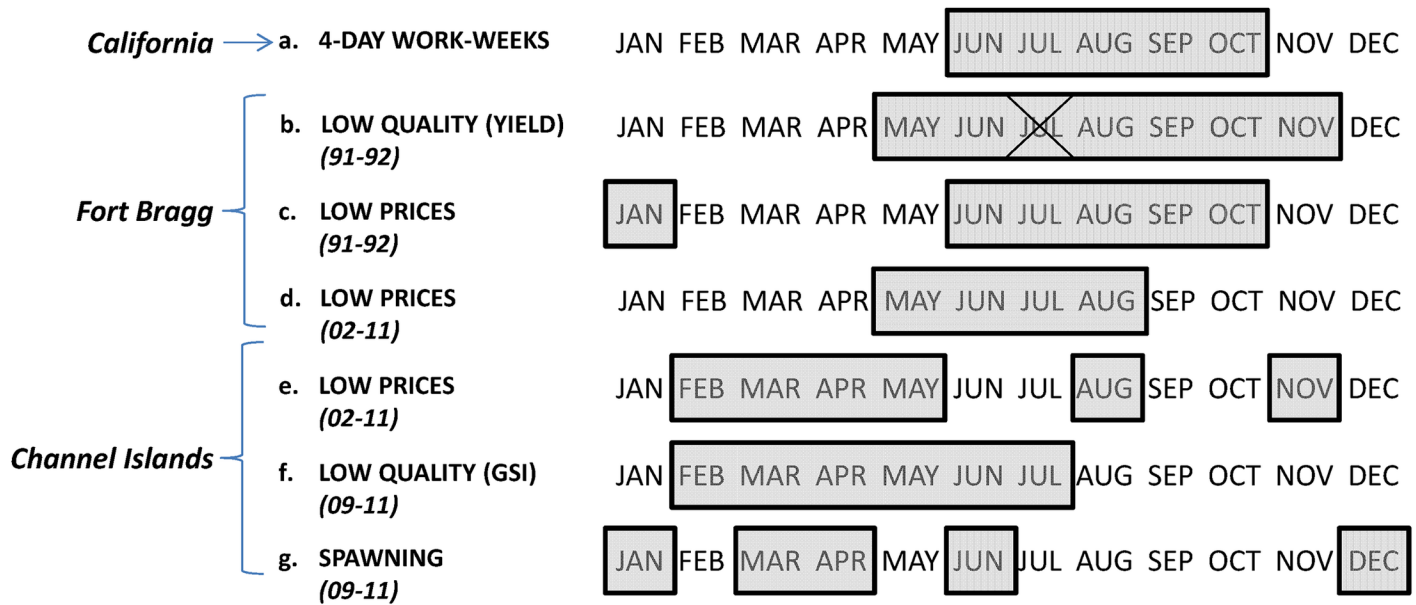 California a. 4-DAY WORK-WEEKS JAN FEB MAR APR MAY JUN JUL AUG SEP OCT NOV DEC
b. LOW QUALITY (YIELD) JAN FEB MAR APR MAY JUN JUL AUG SEP OCT NOV DEC
(91-92)
Fort Bragg c. LOW PRICES JAN FEB MAR APR MAY JUN JUL AUG SEP OCT NOV DEC
(91-92)
d. LOW PRICES JAN FEB MAR APR MAY JUN JUL AUG SEP OCT NOV DEC
(02-11)
e. LOW PRICES JAN FEB MAR APR MAY JUN JUL AUG SEP OCT NOV DEC
(02-11)
Channel Islands f. LOW QUALITY (GSI) JAN FEB MAR APR MAY JUN JUL AUG SEP OCT NOV DEC
(09-11)
g. SPAWNING JAN FEB MAR APR MAY JUN JUL AUG SEP OCT NOV DEC
(09-11)